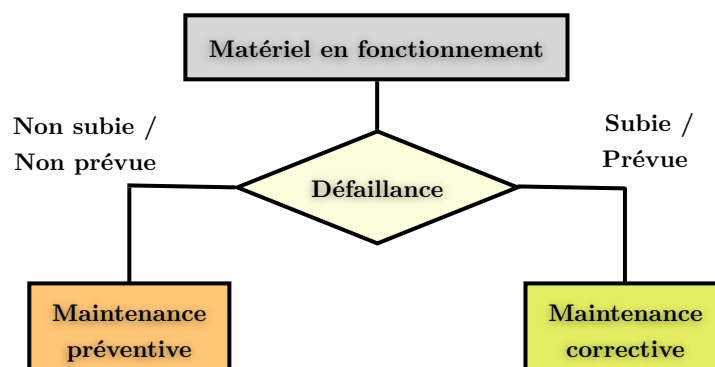 Matériel en fonctionnement
Non subie /
Non prévue
Subie /
Prévue
Défaillance
Maintenance
préventive
Maintenance
corrective